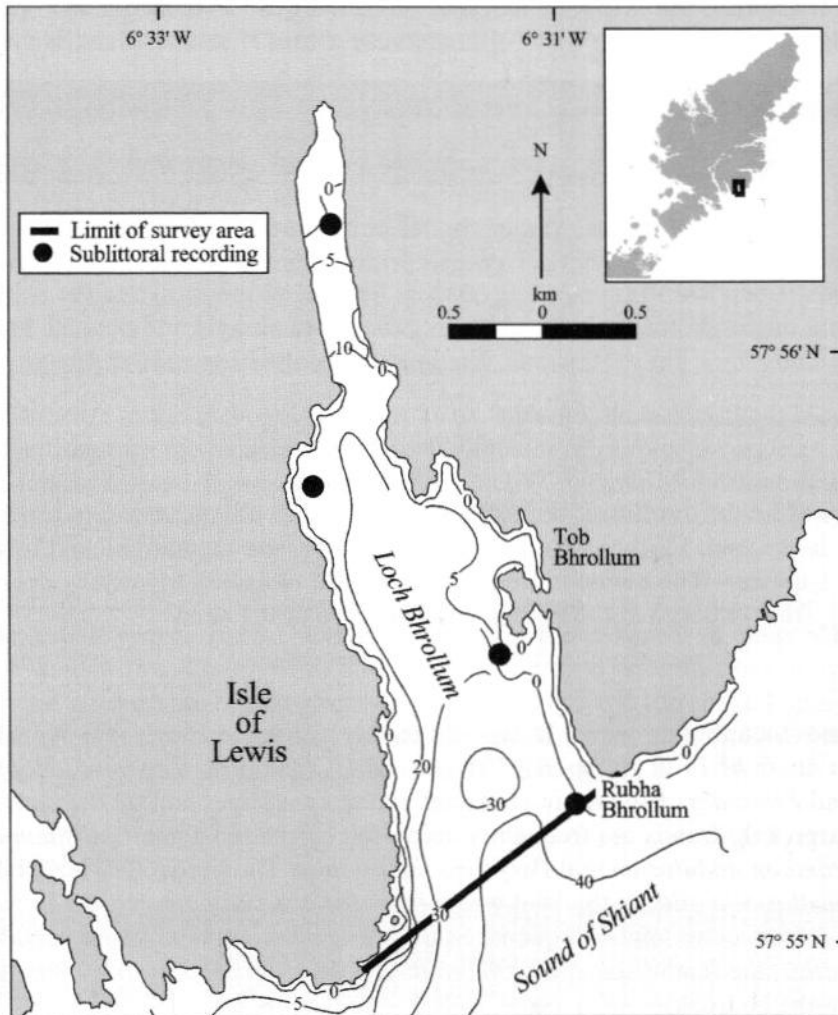 6° 33' W
6° 31' W
N
Limit of survey area
Sublittoral recording
0
5
km
0.5 0 0.5
10
0
57° 56' N
0
Tob
Bhrollum
5
Loch Bhrollum
0
0
Isle
of
Lewis
0
0
20
30
Rubha
Bhrollum
40
30
Sound of Shiant
57° 55' N
0
5